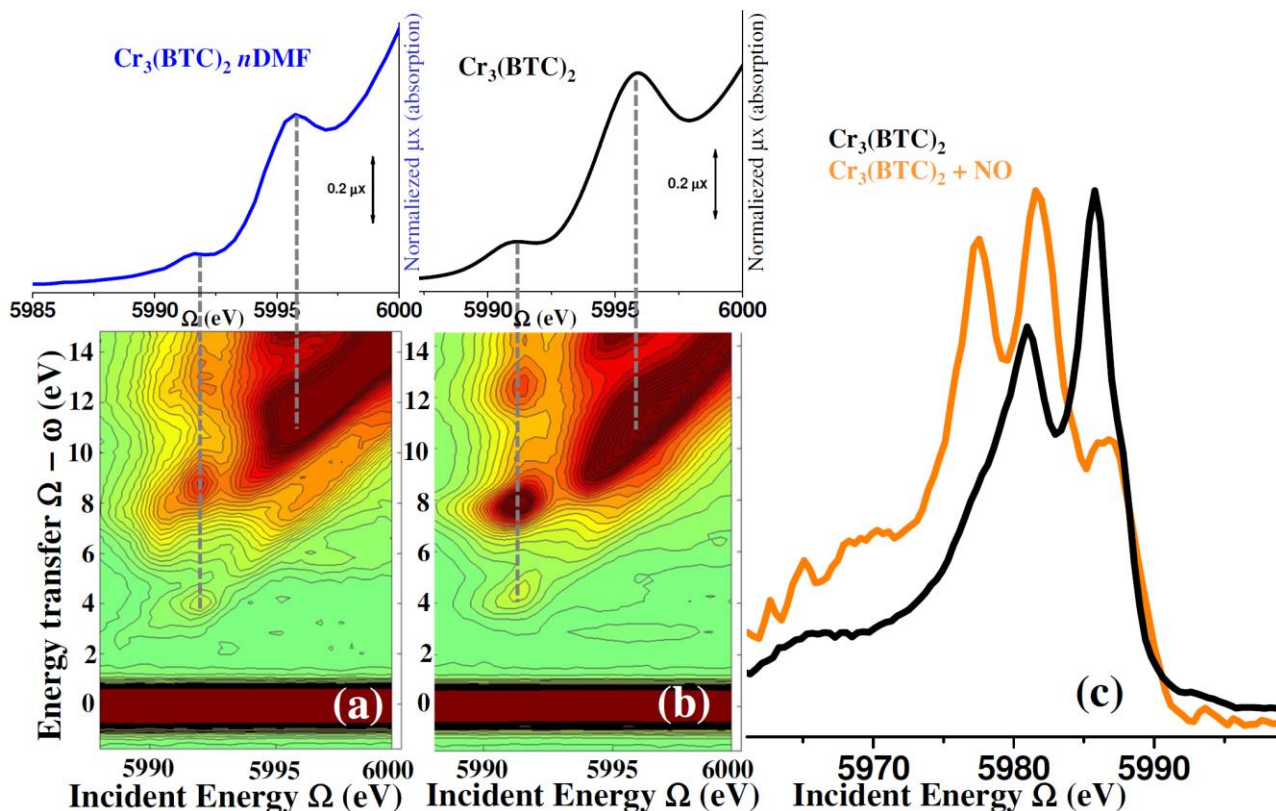 Cr₃(BTC)₂ nDMF
0.2 µx
Normaliezed µx (absorption)
5985 5990 5995 6000
Ω (eV)
Cr₃(BTC)₂
0.2 µx
Normaliezed µx (absorption)
5990 5995 6000
Ω (eV)
Energy transfer Ω − ω (eV)
14
12
10
8
6
4
2
0
(a)
5990 5995 6000
Incident Energy Ω (eV)
14
12
10
8
6
4
2
0
(b)
5990 5995 6000
Incident Energy Ω (eV)
Cr₃(BTC)₂
Cr₃(BTC)₂ + NO
(c)
5970 5980 5990
Incident Energy Ω (eV)